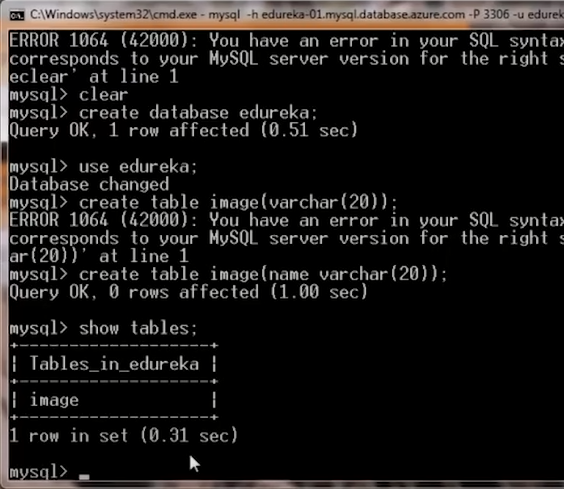 C:\Windows\system32\cmd.exe - mysql -h edureka-01.mysql.database.azure.com -P 3306 -u edurek
ERROR 1064 (42000): You have an error in your SQL syntax
corresponds to your MySQL server version for the right s
eclear' at line 1
mysql> clear
mysql> create database edureka;
Query OK, 1 row affected (0.51 sec)
mysql> use edureka;
Database changed
mysql> create table image(varchar(20));
ERROR 1064 (42000): You have an error in your SQL syntax
corresponds to your MySQL server version for the right s
ar(20))' at line 1
mysql> create table image(name varchar(20));
Query OK, 0 rows affected (1.00 sec)
mysql> show tables;
+-------------------+
| Tables_in_edureka |
+-------------------+
| image             |
+-------------------+
1 row in set (0.31 sec)
mysql> _